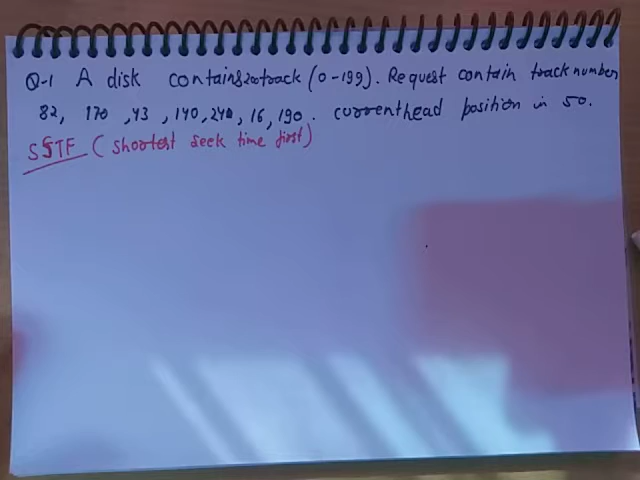 Q-1 A disk contains 200 track (0-199). Request contain track number
82, 170, 43, 140, 24, 16, 190. current head position in 50.
SSTF (shortest seek time first)